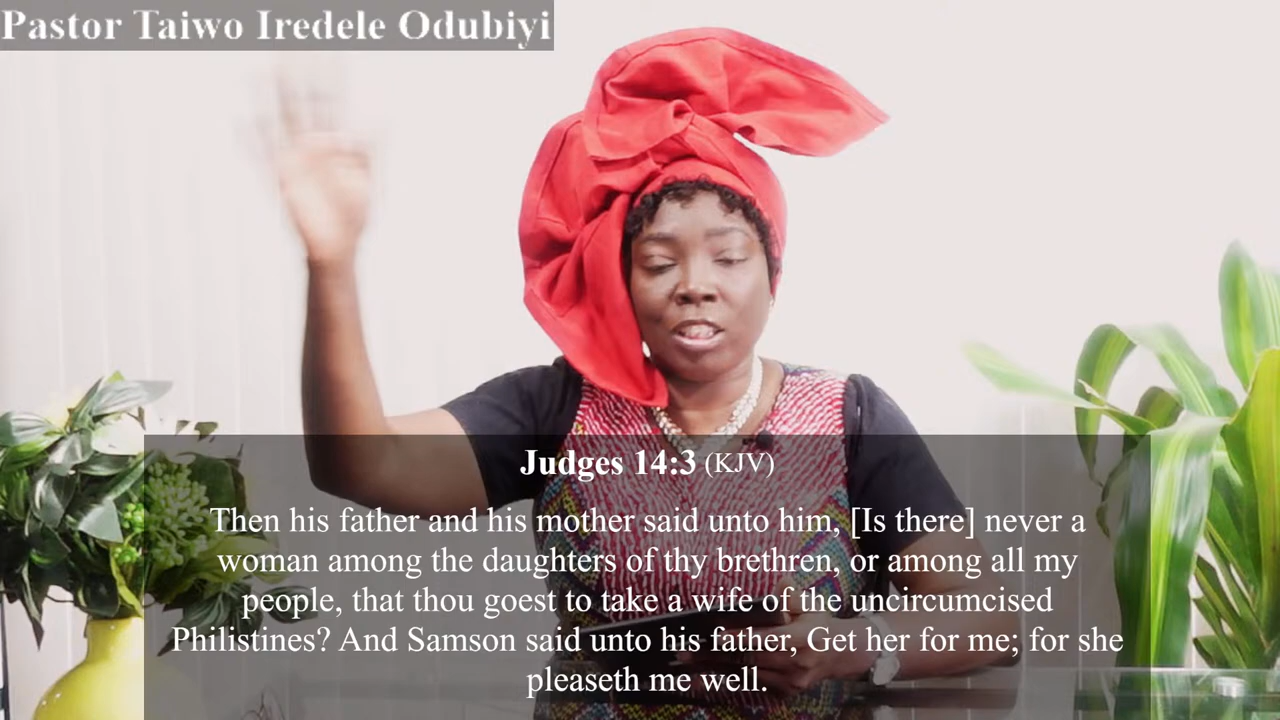 Pastor Taiwo Iredele Odubiyi
Judges 14:3 (KJV)
Then his father and his mother said unto him, [Is there] never a
woman among the daughters of thy brethren, or among all my
people, that thou goest to take a wife of the uncircumcised
Philistines? And Samson said unto his father, Get her for me; for she
pleaseth me well.